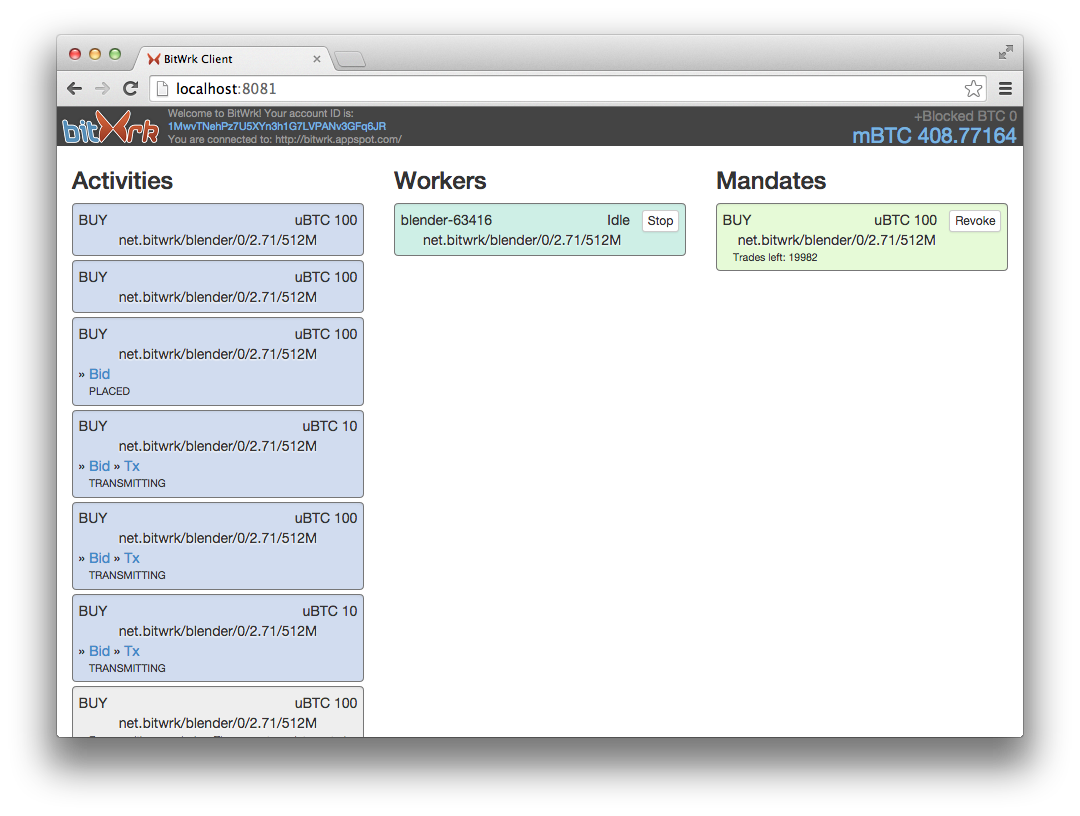 BitWrk Client
localhost:8081
bitWrk
Welcome to BitWrk! Your account ID is:
1MwvTNehPz7U5XYn3h1G7LVPANv3GFq6JR
You are connected to: http://bitwrk.appspot.com/
+Blocked BTC 0
mBTC 408.77164
Activities
BUY uBTC 100
net.bitwrk/blender/0/2.71/512M
BUY uBTC 100
net.bitwrk/blender/0/2.71/512M
BUY uBTC 100
net.bitwrk/blender/0/2.71/512M
» Bid
PLACED
BUY uBTC 10
net.bitwrk/blender/0/2.71/512M
» Bid » Tx
TRANSMITTING
BUY uBTC 100
net.bitwrk/blender/0/2.71/512M
» Bid » Tx
TRANSMITTING
BUY uBTC 10
net.bitwrk/blender/0/2.71/512M
» Bid » Tx
TRANSMITTING
BUY uBTC 100
net.bitwrk/blender/0/2.71/512M
Workers
blender-63416 Idle Stop
net.bitwrk/blender/0/2.71/512M
Mandates
BUY uBTC 100 Revoke
net.bitwrk/blender/0/2.71/512M
Trades left: 19982